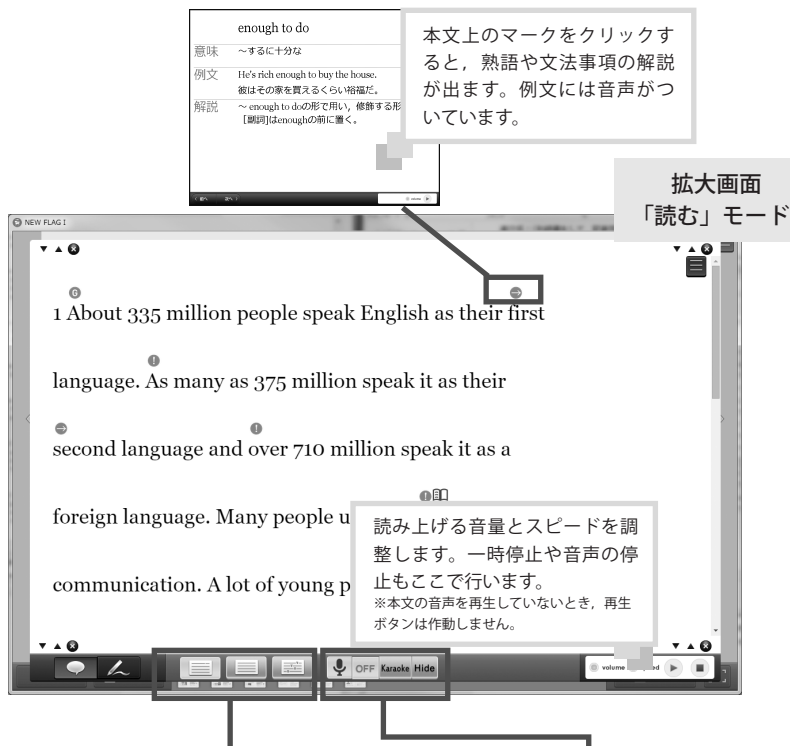 enough to do
意味 ～するに十分な
例文 He's rich enough to buy the house.
彼はその家を買えるくらい裕福だ。
解説 ～ enough to doの形で用い，修飾する形
[副詞]はenoughの前に置く。
volume
本文上のマークをクリックす
ると，熟語や文法事項の解説
が出ます。例文には音声がつ
いています。
拡大画面
「読む」モード
NEW FLAG I
1 About 335 million people speak English as their first
language. As many as 375 million speak it as their
second language and over 710 million speak it as a
foreign language. Many people u
communication. A lot of young p
読み上げる音量とスピードを調
整します。一時停止や音声の停
止もここで行います。
※本文の音声を再生していないとき，再生
ボタンは作動しません。
OFF Karaoke Hide
volume